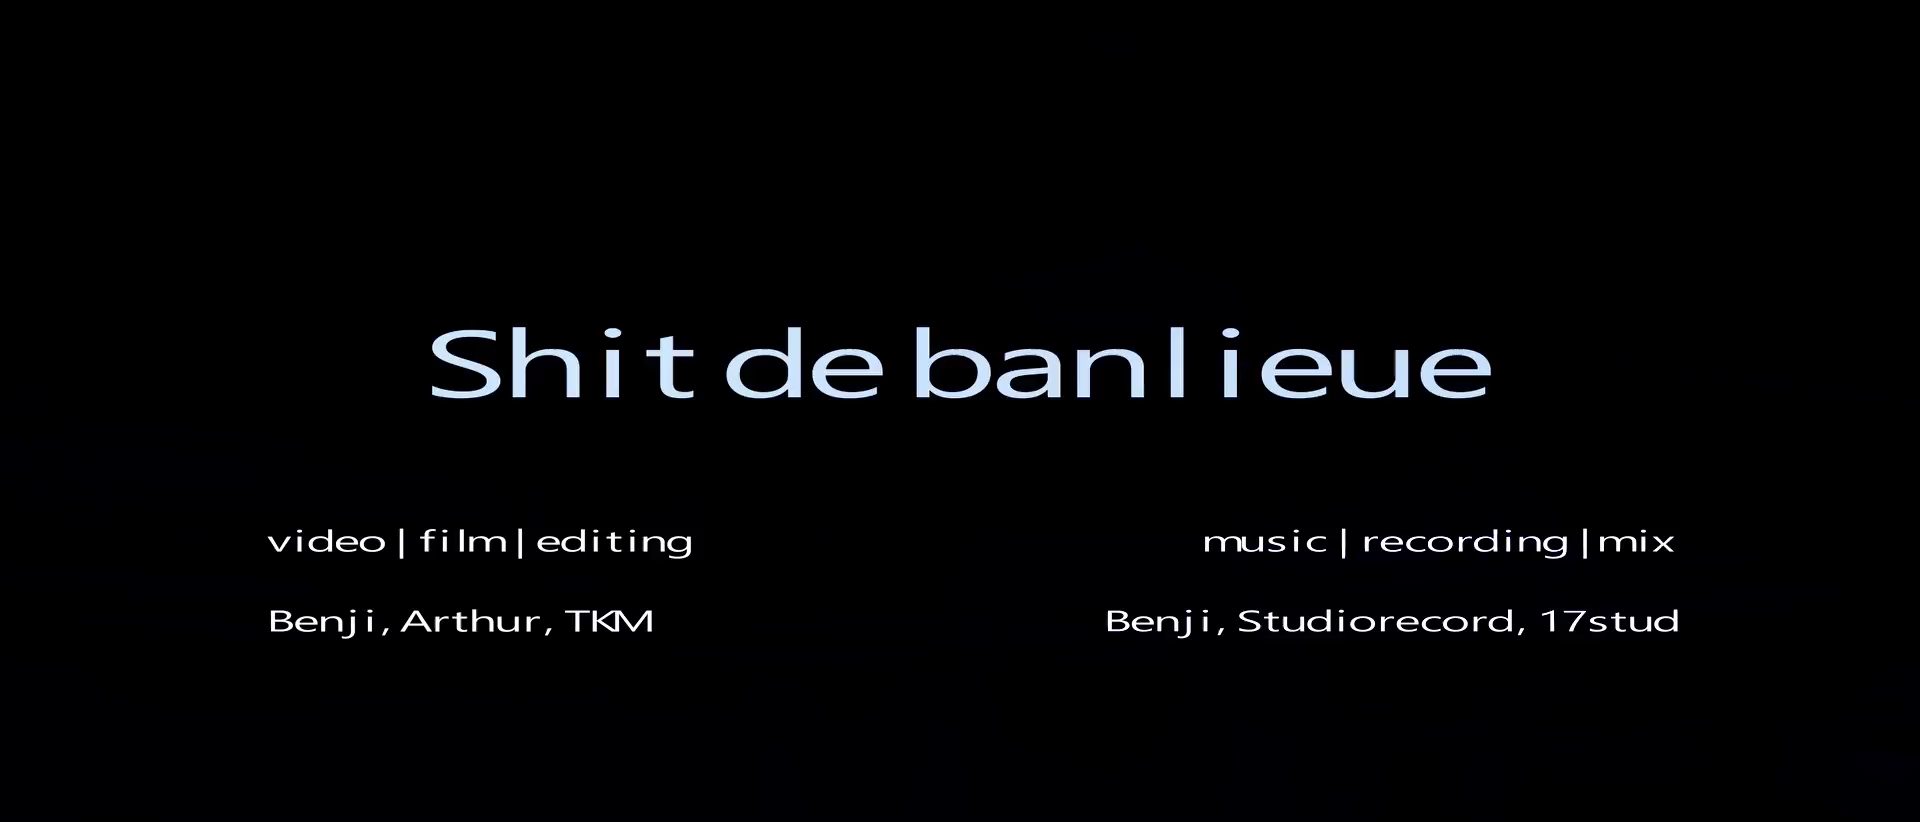 Shit de banlieue
video | film | editing
music | recording | mix
Benji, Arthur, TKM
Benji, Studiorecord, 17stud